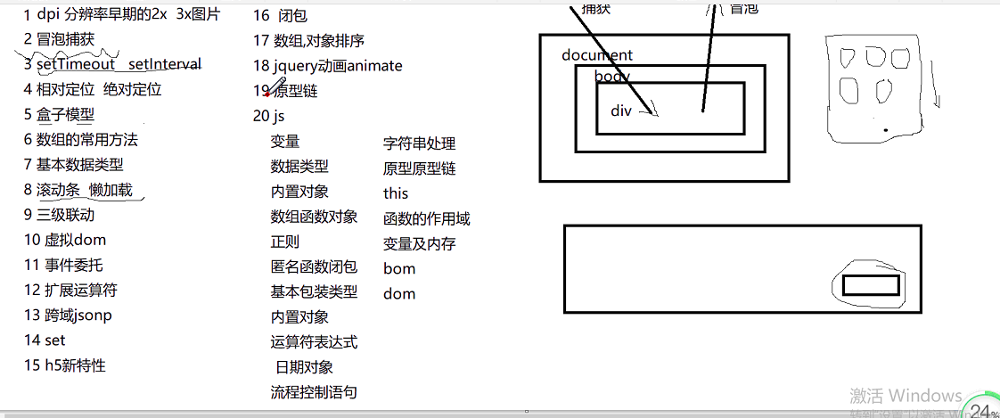 1 dpi 分辨率早期的2x 3x图片
2 冒泡捕获
3 setTimeout setInterval
4 相对定位 绝对定位
5 盒子模型
6 数组的常用方法
7 基本数据类型
8 滚动条 懒加载
9 三级联动
10 虚拟dom
11 事件委托
12 扩展运算符
13 跨域jsonp
14 set
15 h5新特性
16 闭包
17 数组,对象排序
18 jquery动画animate
19 原型链
20 js
变量
数据类型
内置对象
数组函数对象
正则
匿名函数闭包
基本包装类型
内置对象
运算符表达式
日期对象
流程控制语句
字符串处理
原型原型链
this
函数的作用域
变量及内存
bom
dom
捕获
冒泡
document
body
div
激活 Windows
24%